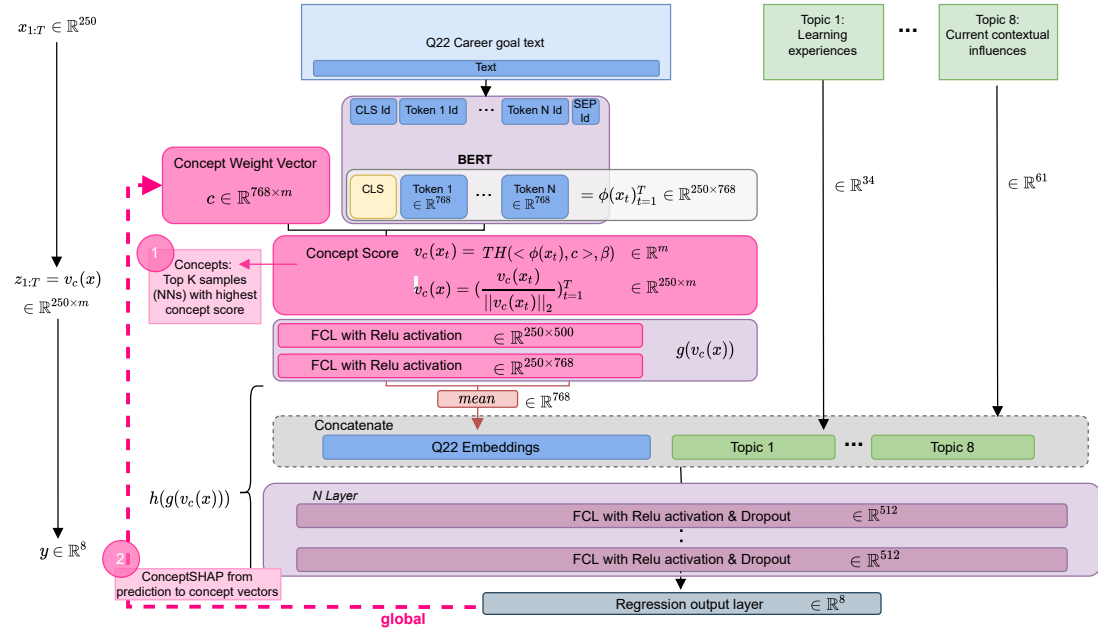 x_{1:T} ∈ ℝ^{250}
Q22 Career goal text
Text
Topic 1:
Learning
experiences
...
Topic 8:
Current contextual
influences
CLS Id
Token 1 Id
...
Token N Id
SEP
Id
BERT
CLS
Token 1
∈ ℝ^{768}
...
Token N
∈ ℝ^{768}
= ϕ(x_t)_{t=1}^T ∈ ℝ^{250×768}
Concept Weight Vector
c ∈ ℝ^{768×m}
∈ ℝ^{34}
∈ ℝ^{61}
1
Concepts:
Top K samples
(NNs) with highest
concept score
Concept Score
v_c(x_t) = TH(< ϕ(x_t), c >, β) ∈ ℝ^m
v_c(x) = (v_c(x_t) / ||v_c(x_t)||_2)_{t=1}^T ∈ ℝ^{250×m}
z_{1:T} = v_c(x)
∈ ℝ^{250×m}
FCL with Relu activation ∈ ℝ^{250×500}
FCL with Relu activation ∈ ℝ^{250×768}
g(v_c(x))
mean
∈ ℝ^{768}
Concatenate
Q22 Embeddings
Topic 1
...
Topic 8
h(g(v_c(x)))
N Layer
FCL with Relu activation & Dropout ∈ ℝ^{512}
:
FCL with Relu activation & Dropout ∈ ℝ^{512}
y ∈ ℝ^8
2
ConceptSHAP from
prediction to concept vectors
Regression output layer ∈ ℝ^8
global